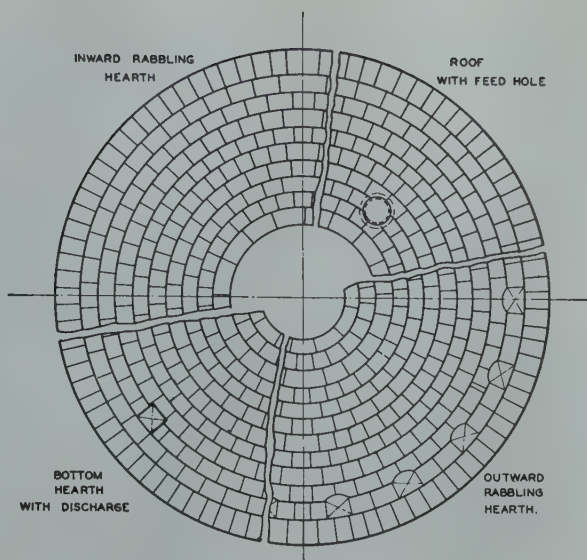 INWARD RABBLING
HEARTH
ROOF
WITH FEED HOLE
BOTTOM
HEARTH
WITH DISCHARGE
OUTWARD
RABBLING
HEARTH.